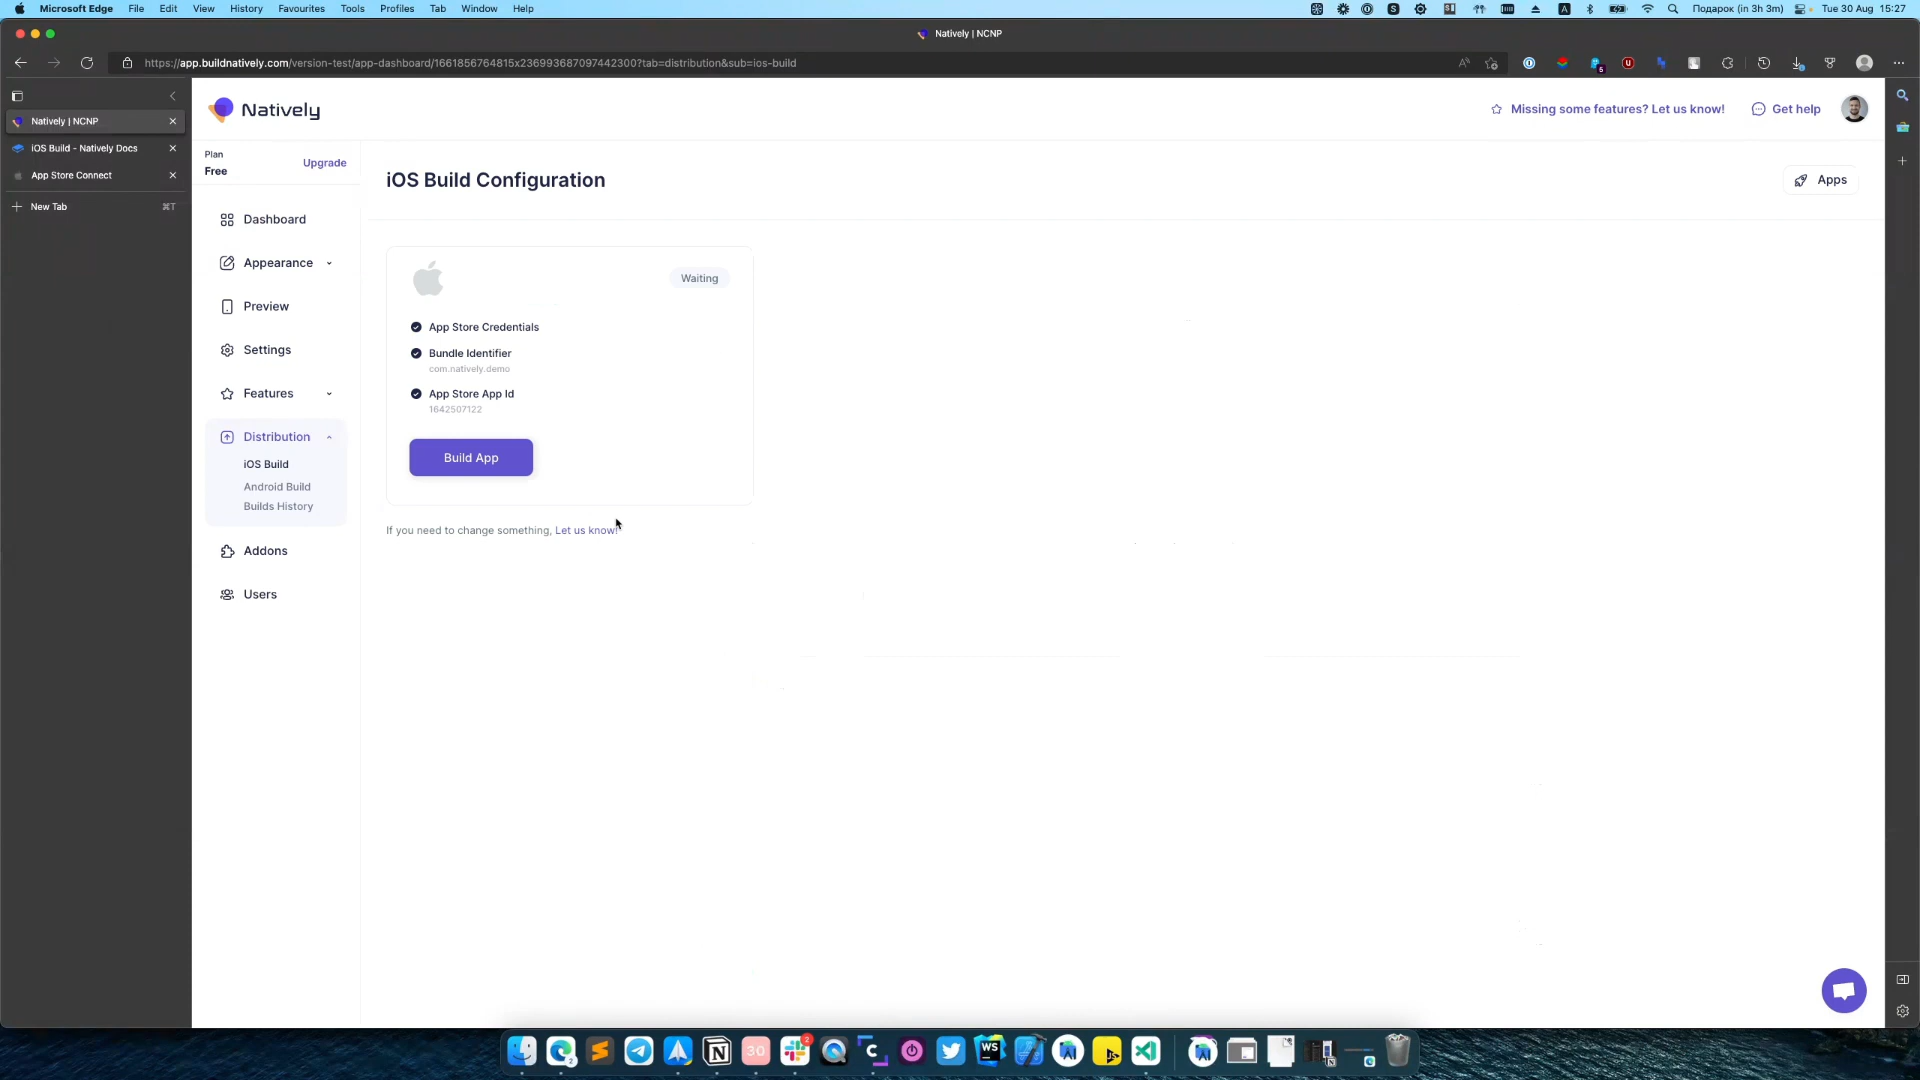 Microsoft Edge File Edit View History Favourites Tools Profiles Tab Window Help
Подарок (in 3h 3m) Tue 30 Aug 15:27
Natively | NCNP
https://app.buildnatively.com/version-test/app-dashboard/1661856764815x236993687097442300?tab=distribution&sub=ios-build
Natively | NCNP
iOS Build - Natively Docs
App Store Connect
New Tab ⌘T
Natively
Missing some features? Let us know!
Get help
Plan
Free
Upgrade
iOS Build Configuration
Apps
Dashboard
Appearance
Preview
Settings
Features
Distribution
iOS Build
Android Build
Builds History
Addons
Users
Waiting
App Store Credentials
Bundle Identifier
com.natively.demo
App Store App Id
1642507122
Build App
If you need to change something, Let us know!
30
2
WS